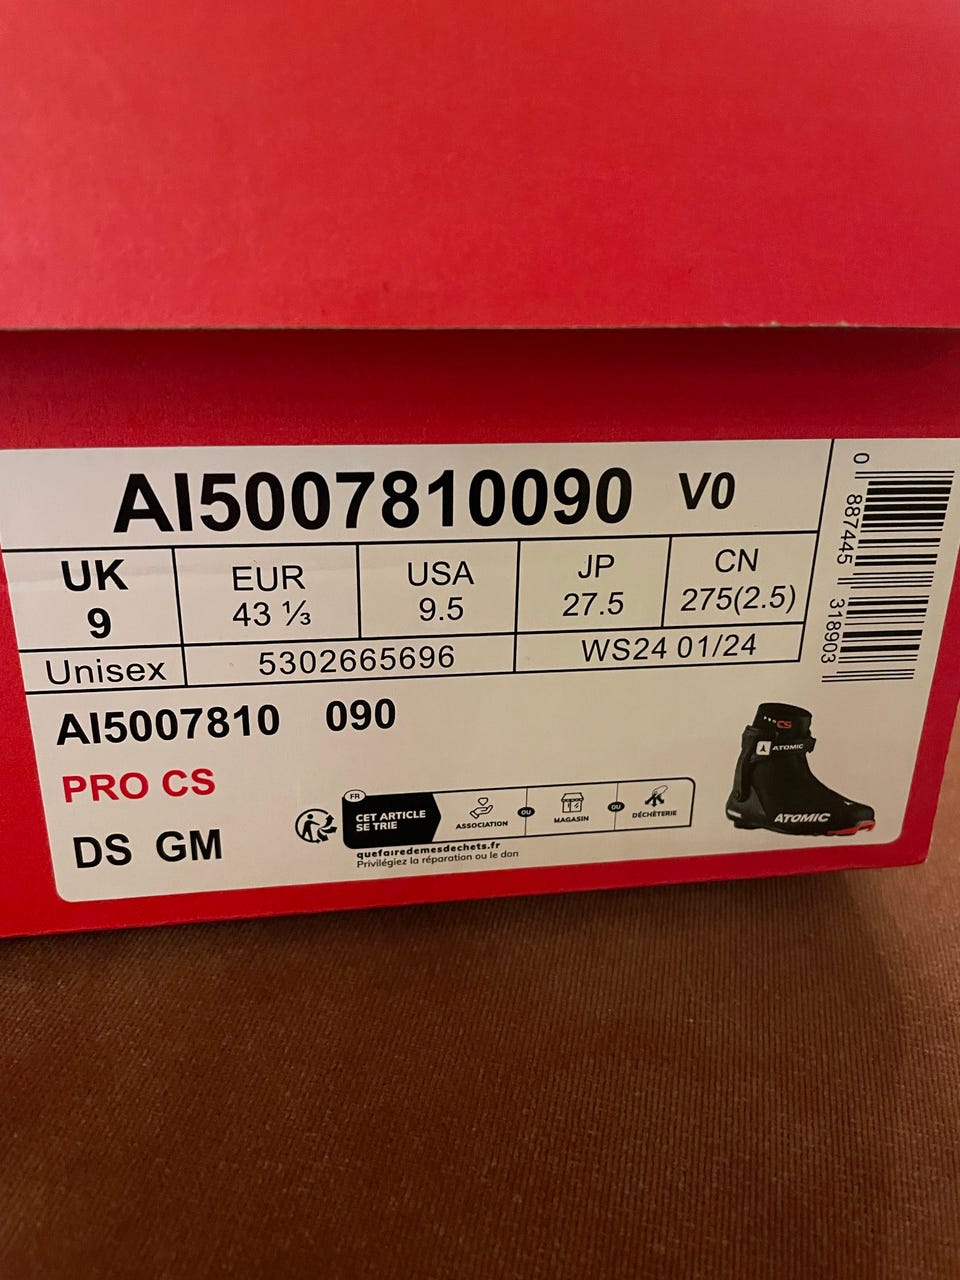 AI5007810090 V0
UK EUR USA JP CN
9 43 ⅓ 9.5 27.5 275(2.5)
Unisex 5302665696 WS24 01/24
AI5007810 090
PRO CS
DS GM
FR
CET ARTICLE
SE TRIE
ASSOCIATION
OU
MAGASIN
OU
DÉCHÈTERIE
quefairedemesdechets.fr
Privilégiez la réparation ou le don
PRO CS
ATOMIC
ATOMIC
0 887445 318903